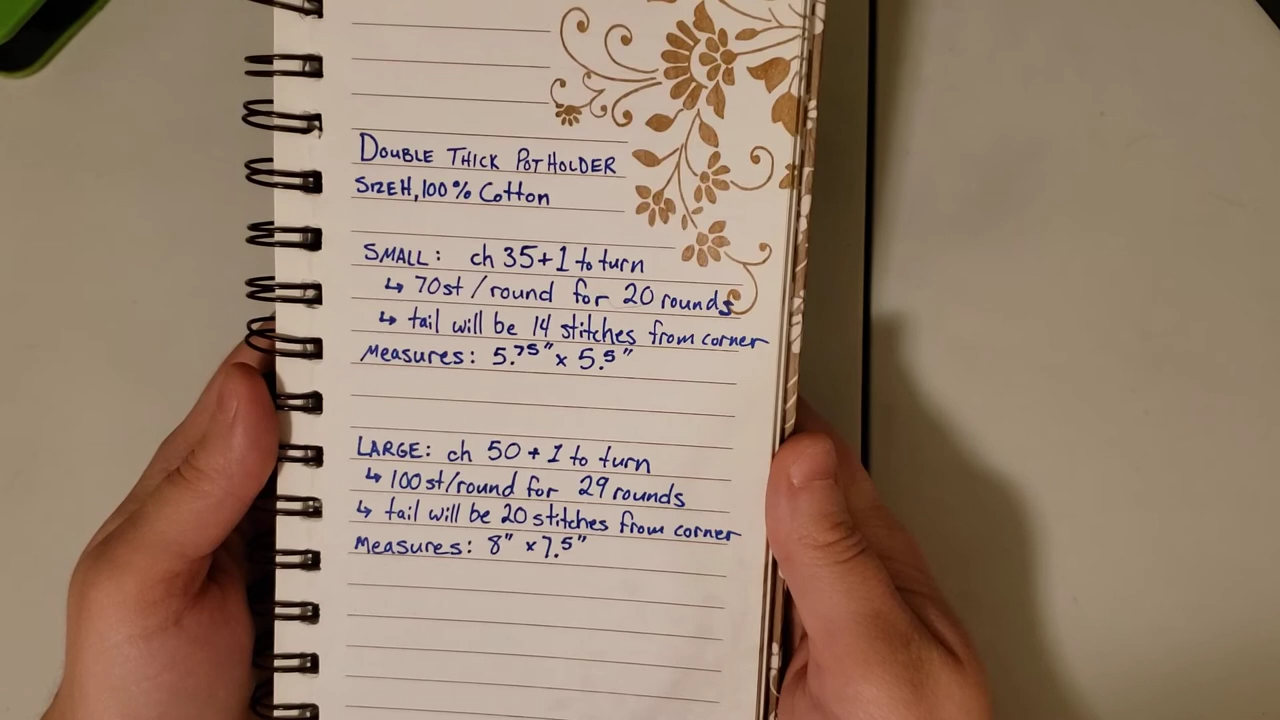 DOUBLE THICK POTHOLDER
SIZE H, 100% Cotton
SMALL: ch 35+1 to turn
↳ 70st/round for 20 rounds
↳ tail will be 14 stitches from corner
Measures: 5.75" x 5.5"
LARGE: ch 50+1 to turn
↳ 100st/round for 29 rounds
↳ tail will be 20 stitches from corner
Measures: 8" x 7.5"